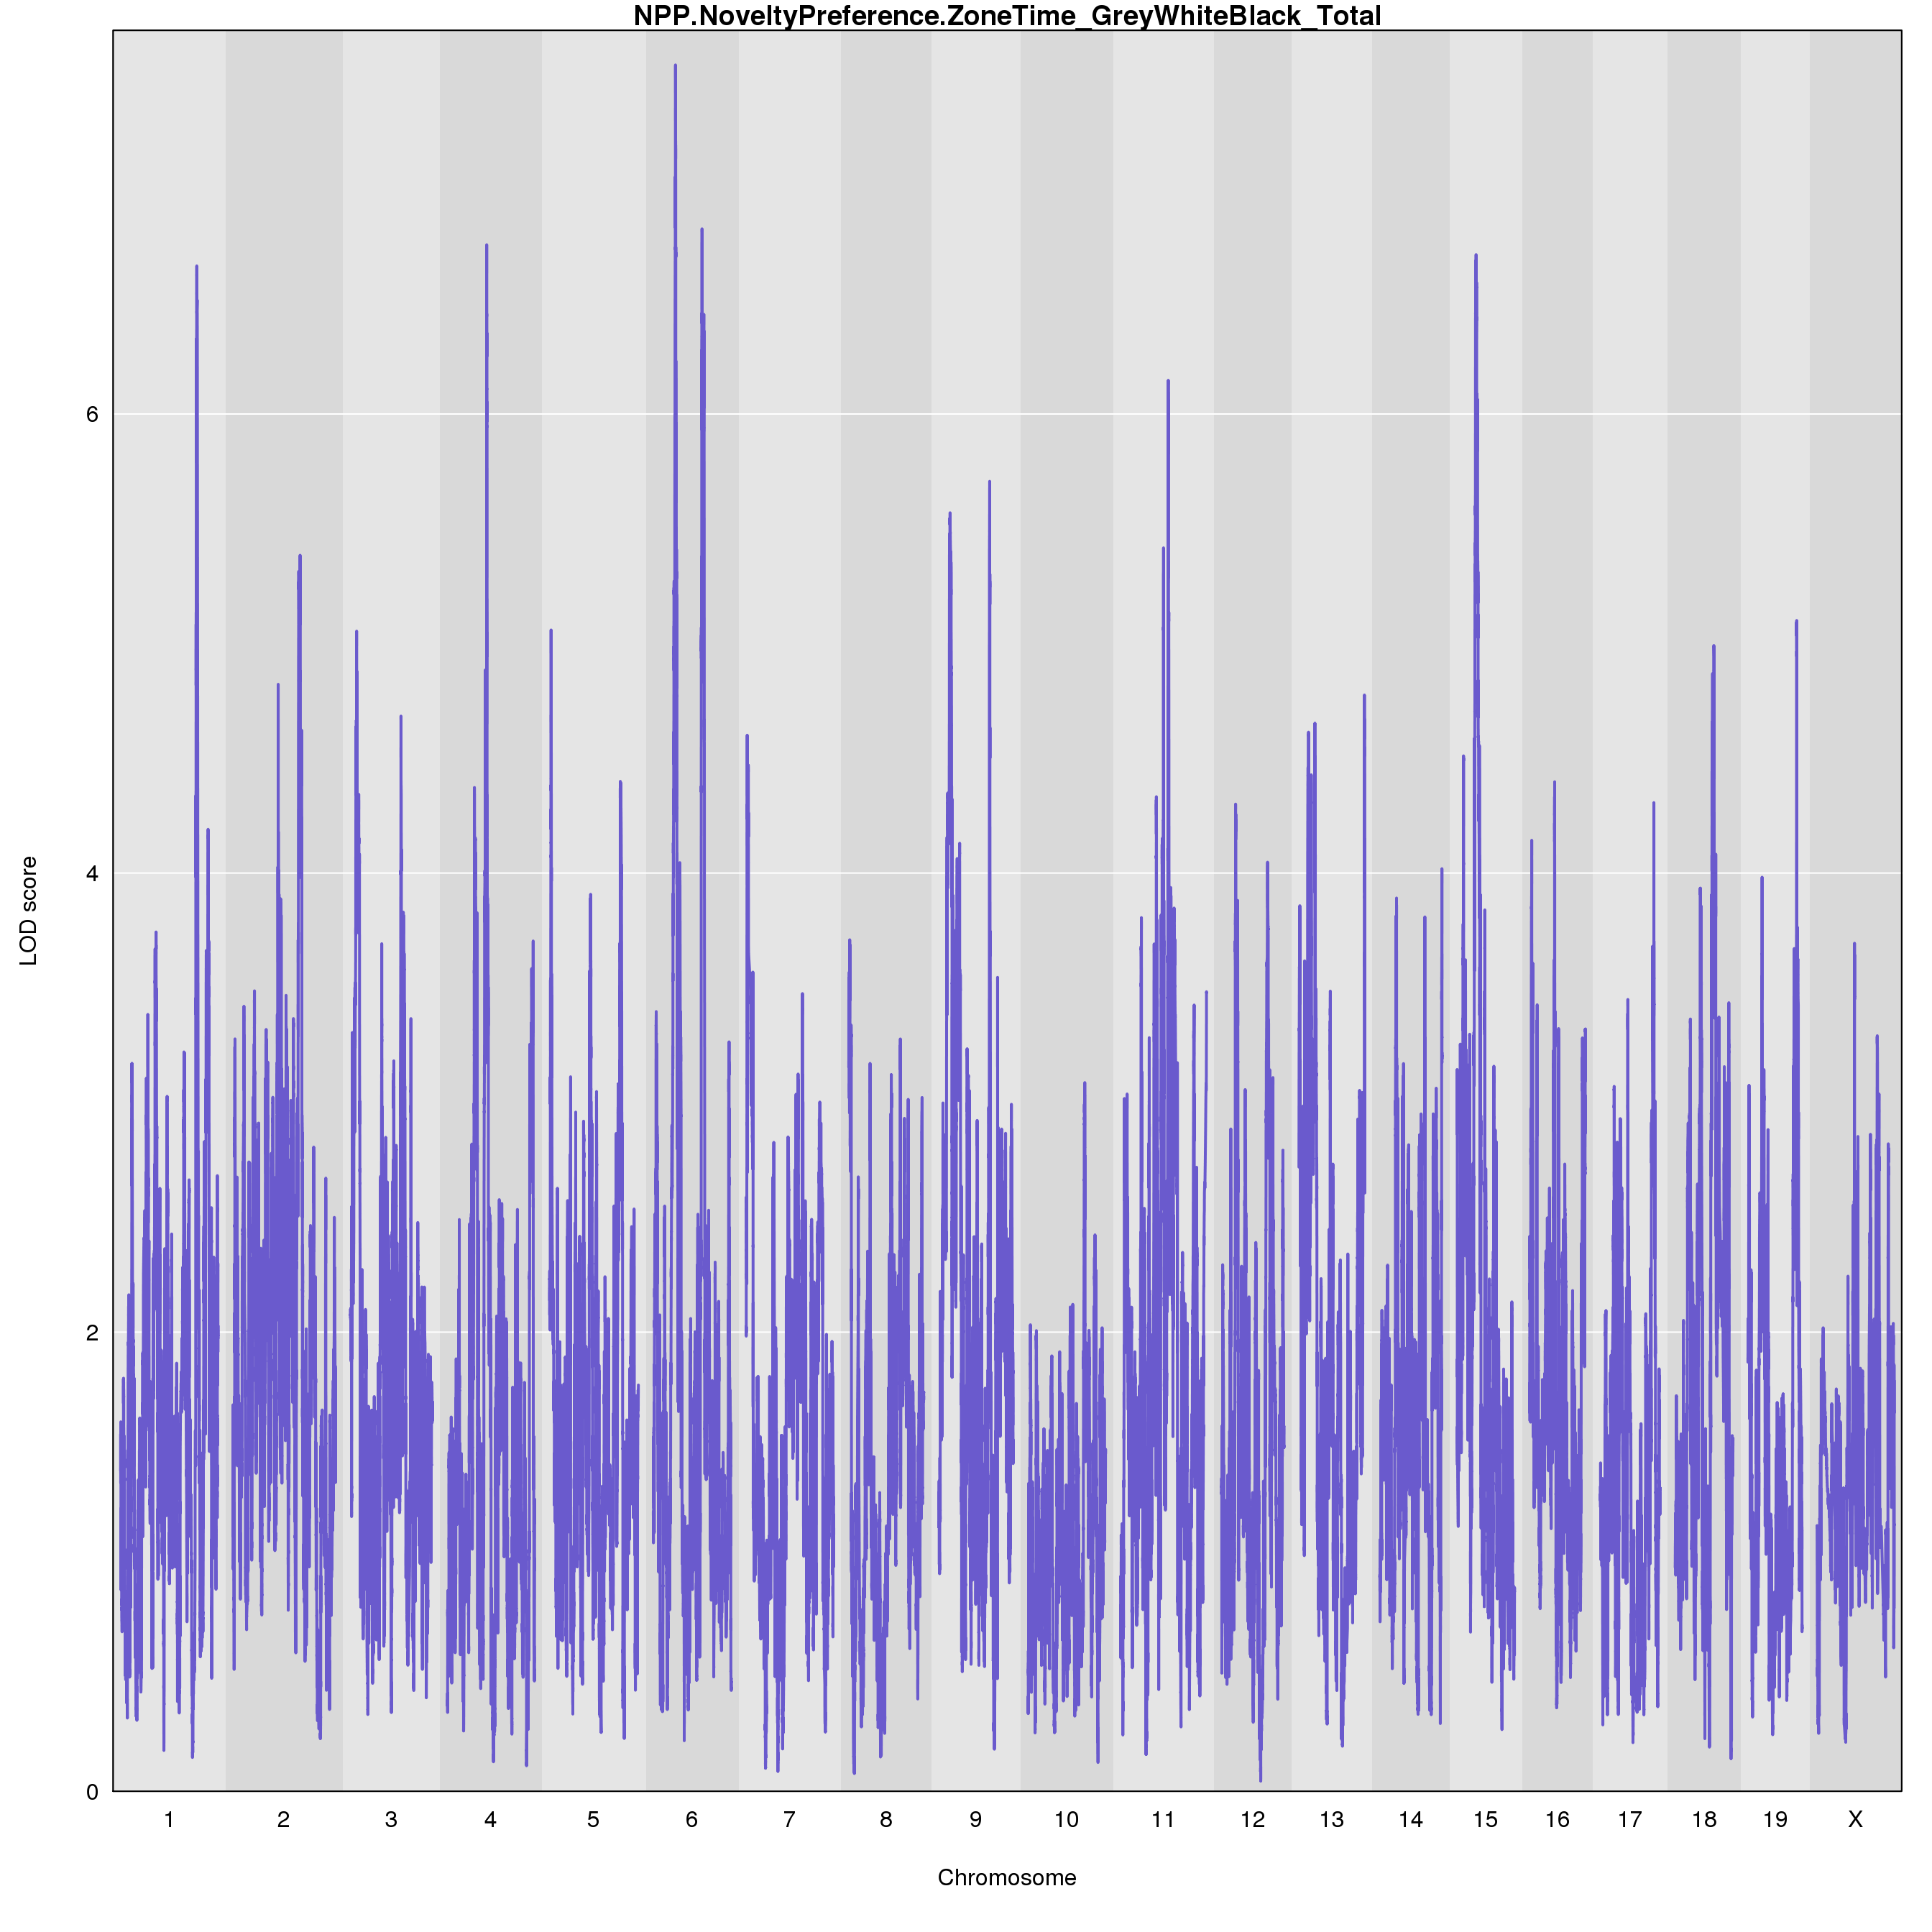 NPP.NoveltyPreference.ZoneTime_GreyWhiteBlack_Total
6
4
2
0
LOD score
1 2 3 4 5 6 7 8 9 10 11 12 13 14 15 16 17 18 19 X
Chromosome